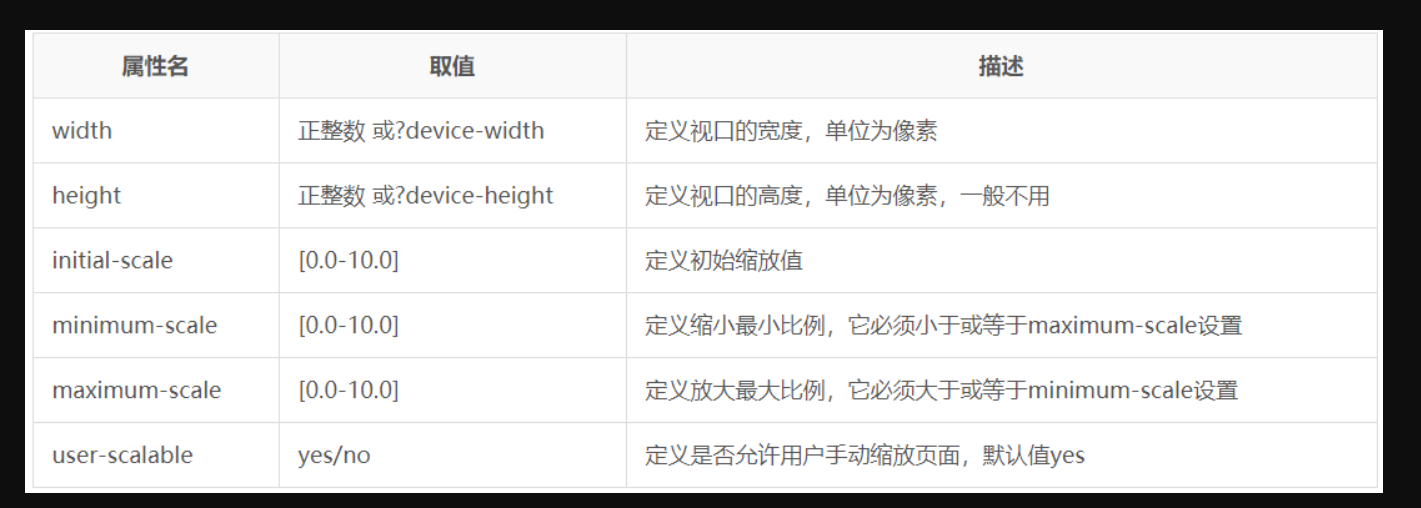 属性名 取值 描述
width 正整数 或?device-width 定义视口的宽度，单位为像素
height 正整数 或?device-height 定义视口的高度，单位为像素，一般不用
initial-scale [0.0-10.0] 定义初始缩放值
minimum-scale [0.0-10.0] 定义缩小最小比例，它必须小于或等于maximum-scale设置
maximum-scale [0.0-10.0] 定义放大最大比例，它必须大于或等于minimum-scale设置
user-scalable yes/no 定义是否允许用户手动缩放页面，默认值yes